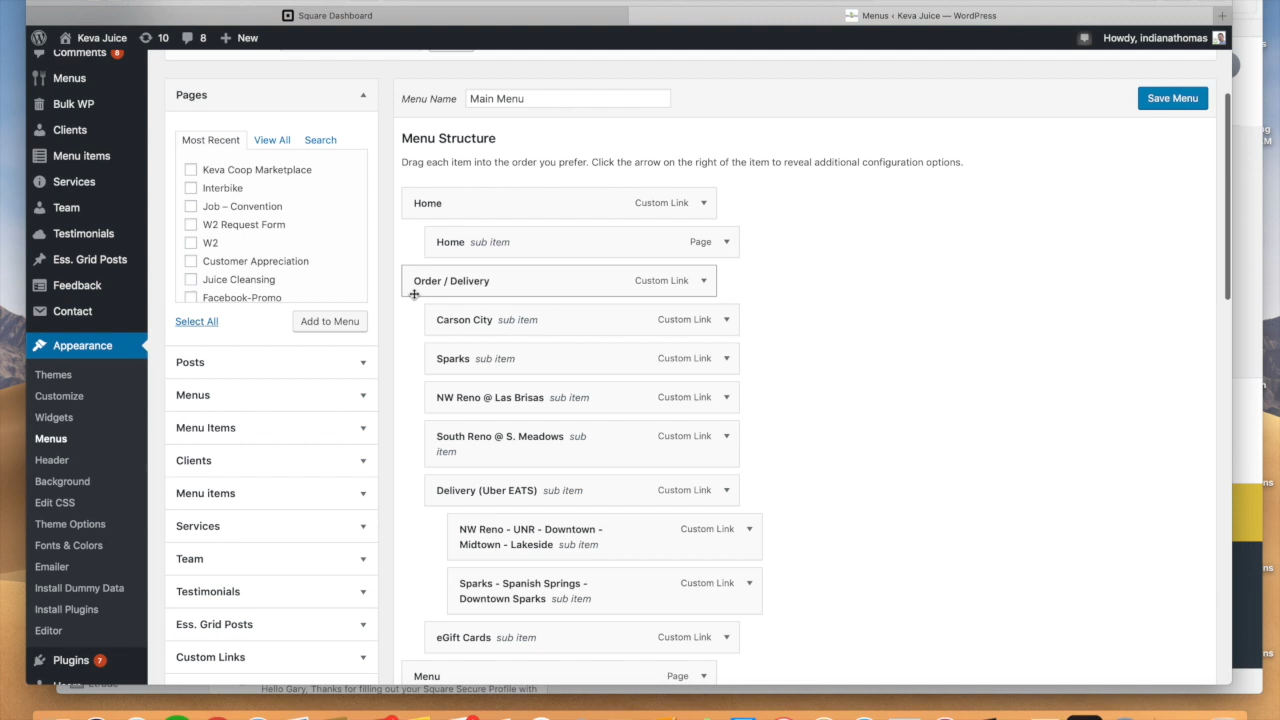 Square Dashboard
Menus ‹ Keva Juice — WordPress
+
Keva Juice 10 8 + New
Howdy, indianathomas
Comments 8
Menus
Bulk WP
Clients
Menu items
Services
Team
Testimonials
Ess. Grid Posts
Feedback
Contact
Appearance
Themes
Customize
Widgets
Menus
Header
Background
Edit CSS
Theme Options
Fonts & Colors
Emailer
Install Dummy Data
Install Plugins
Editor
Plugins 7
Pages
Most Recent View All Search
Keva Coop Marketplace
Interbike
Job – Convention
W2 Request Form
W2
Customer Appreciation
Juice Cleansing
Facebook-Promo
Select All
Add to Menu
Posts
Menus
Menu Items
Clients
Menu items
Services
Team
Testimonials
Ess. Grid Posts
Custom Links
Menu Name Main Menu
Save Menu
Menu Structure
Drag each item into the order you prefer. Click the arrow on the right of the item to reveal additional configuration options.
Home Custom Link
Home sub item Page
Order / Delivery Custom Link
Carson City sub item Custom Link
Sparks sub item Custom Link
NW Reno @ Las Brisas sub item Custom Link
South Reno @ S. Meadows sub Custom Link
item
Delivery (Uber EATS) sub item Custom Link
NW Reno - UNR - Downtown - Custom Link
Midtown - Lakeside sub item
Sparks - Spanish Springs - Custom Link
Downtown Sparks sub item
eGift Cards sub item Custom Link
Menu Page
Hello Gary, Thanks for filling out your Square Secure Profile with